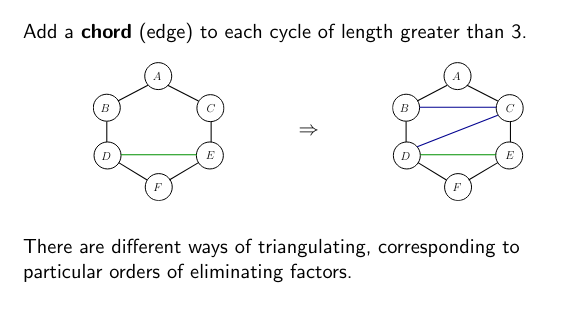 Add a chord (edge) to each cycle of length greater than 3.
A
A
B
C
B
C
⇒
D
E
D
E
F
F
There are different ways of triangulating, corresponding to
particular orders of eliminating factors.